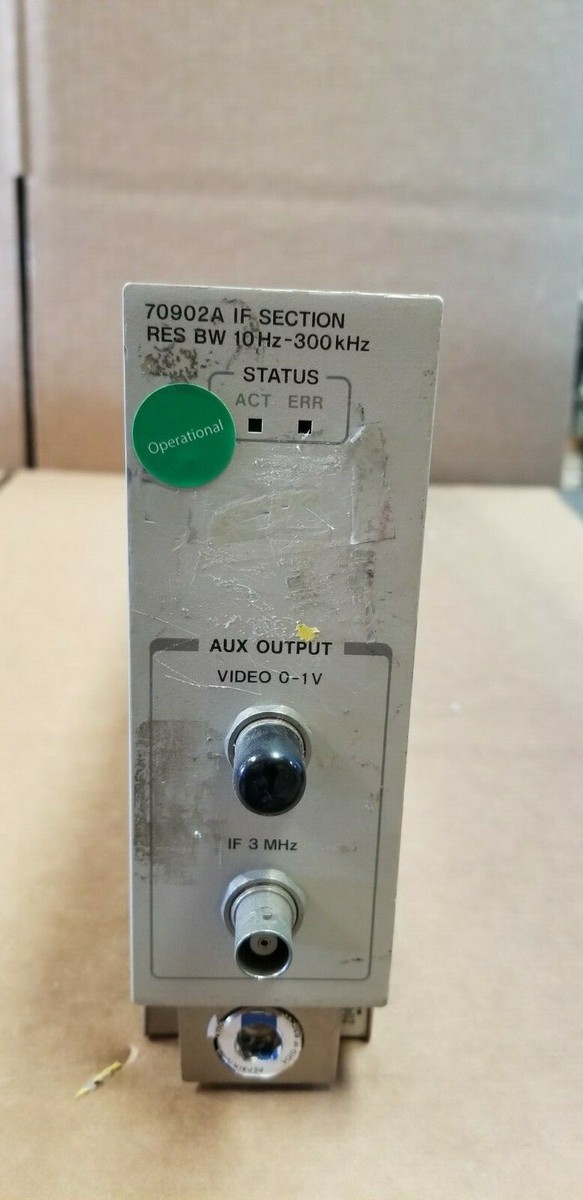 70902A IF SECTION
RES BW 10Hz-300kHz
STATUS
ACT ERR
Operational
AUX OUTPUT
VIDEO 0-1V
IF 3 MHz